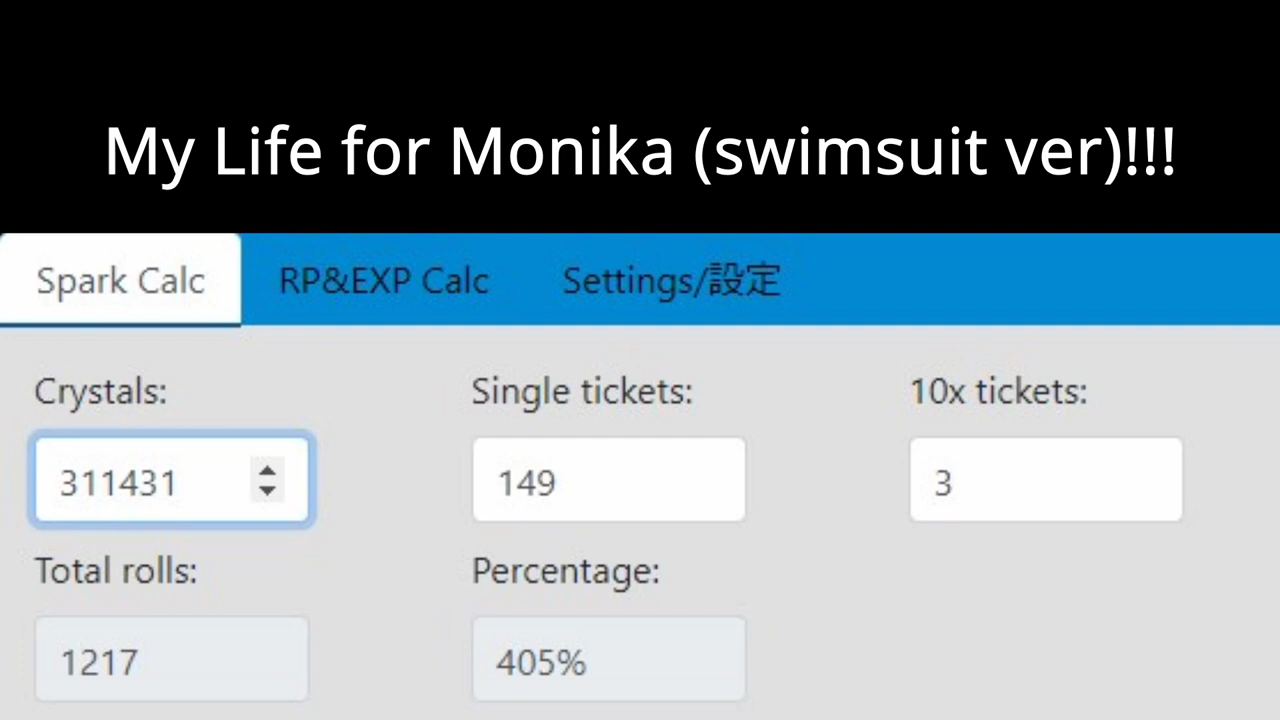 My Life for Monika (swimsuit ver)!!!
Spark Calc RP&EXP Calc Settings/設定
Crystals: Single tickets: 10x tickets:
311431 149 3
Total rolls: Percentage:
1217 405%